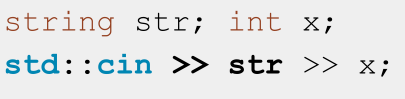 string str; int x;
std::cin >> str >> x;